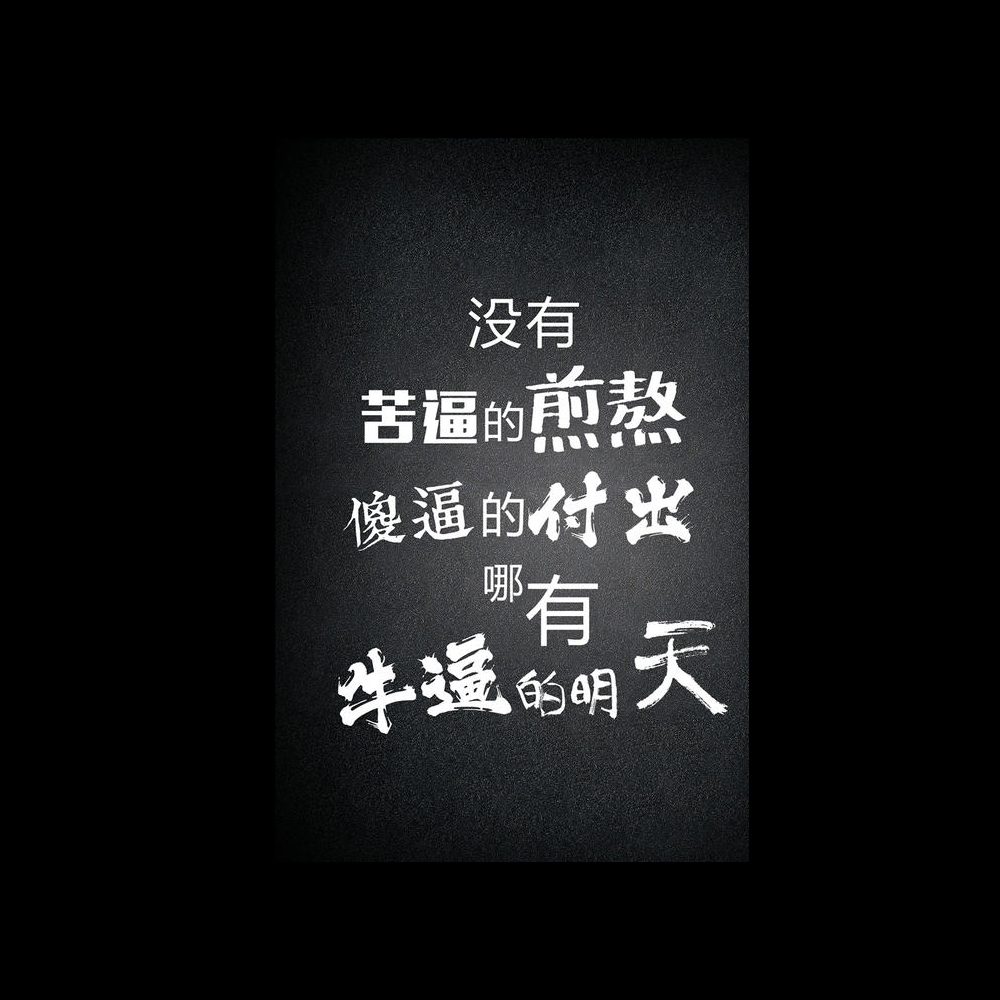 没有
苦逼的煎熬
傻逼的付出
哪有
牛逼的明天